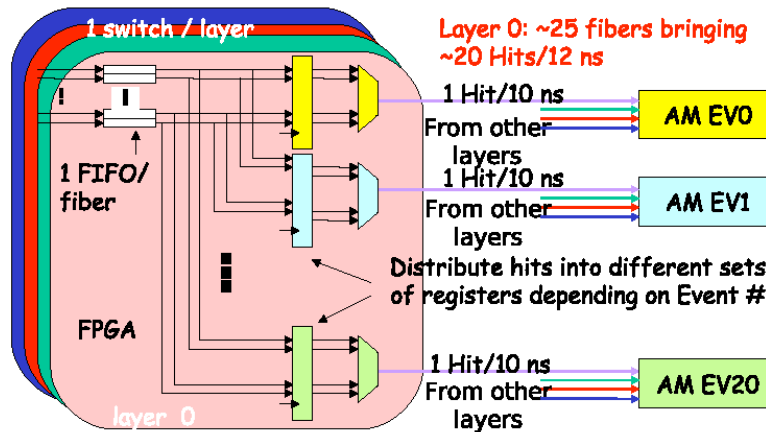 1 switch / layer
Layer 0: ~25 fibers bringing
~20 Hits/12 ns
1 Hit/10 ns
AM EV0
From other
layers
1 FIFO/
fiber
1 Hit/10 ns
AM EV1
From other
layers
Distribute hits into different sets
of registers depending on Event #
FPGA
1 Hit/10 ns
AM EV20
From other
layers
layer 0